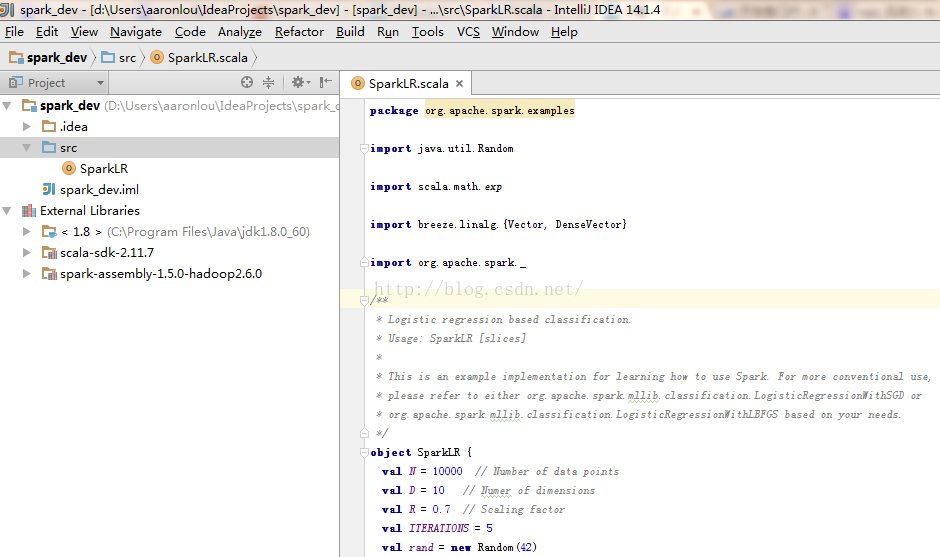 spark_dev - [d:\Users\aaronlou\IdeaProjects\spark_dev] - [spark_dev] - ...\src\SparkLR.scala - IntelliJ IDEA 14.1.4
File Edit View Navigate Code Analyze Refactor Build Run Tools VCS Window Help
spark_dev src SparkLR.scala
Project
SparkLR.scala
spark_dev (D:\Users\aaronlou\IdeaProjects\spark_d
.idea
src
SparkLR
spark_dev.iml
External Libraries
< 1.8 > (C:\Program Files\Java\jdk1.8.0_60)
scala-sdk-2.11.7
spark-assembly-1.5.0-hadoop2.6.0
package org.apache.spark.examples
import java.util.Random
import scala.math.exp
import breeze.linalg.{Vector, DenseVector}
import org.apache.spark._
http://blog.csdn.net/
/**
* Logistic regression based classification.
* Usage: SparkLR [slices]
*
* This is an example implementation for learning how to use Spark. For more conventional use,
* please refer to either org.apache.spark.mllib.classification.LogisticRegressionWithSGD or
* org.apache.spark.mllib.classification.LogisticRegressionWithLBFGS based on your needs.
*/
object SparkLR {
val N = 10000 // Number of data points
val D = 10 // Numer of dimensions
val R = 0.7 // Scaling factor
val ITERATIONS = 5
val rand = new Random(42)